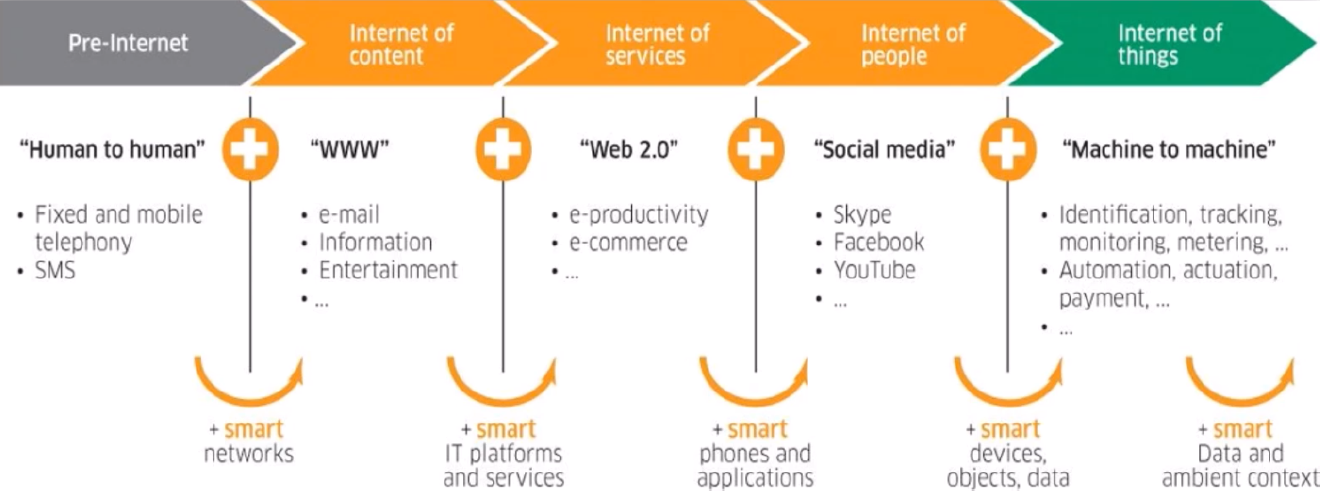 Pre-Internet
Internet of
content
Internet of
services
Internet of
people
Internet of
things
“Human to human”
• Fixed and mobile
telephony
• SMS
“WWW”
• e-mail
• Information
• Entertainment
• ...
“Web 2.0”
• e-productivity
• e-commerce
• ...
“Social media”
• Skype
• Facebook
• YouTube
• ...
“Machine to machine”
• Identification, tracking,
monitoring, metering, ...
• Automation, actuation,
payment, ...
• ...
+ smart
networks
+ smart
IT platforms
and services
+ smart
phones and
applications
+ smart
devices,
objects, data
+ smart
Data and
ambient context